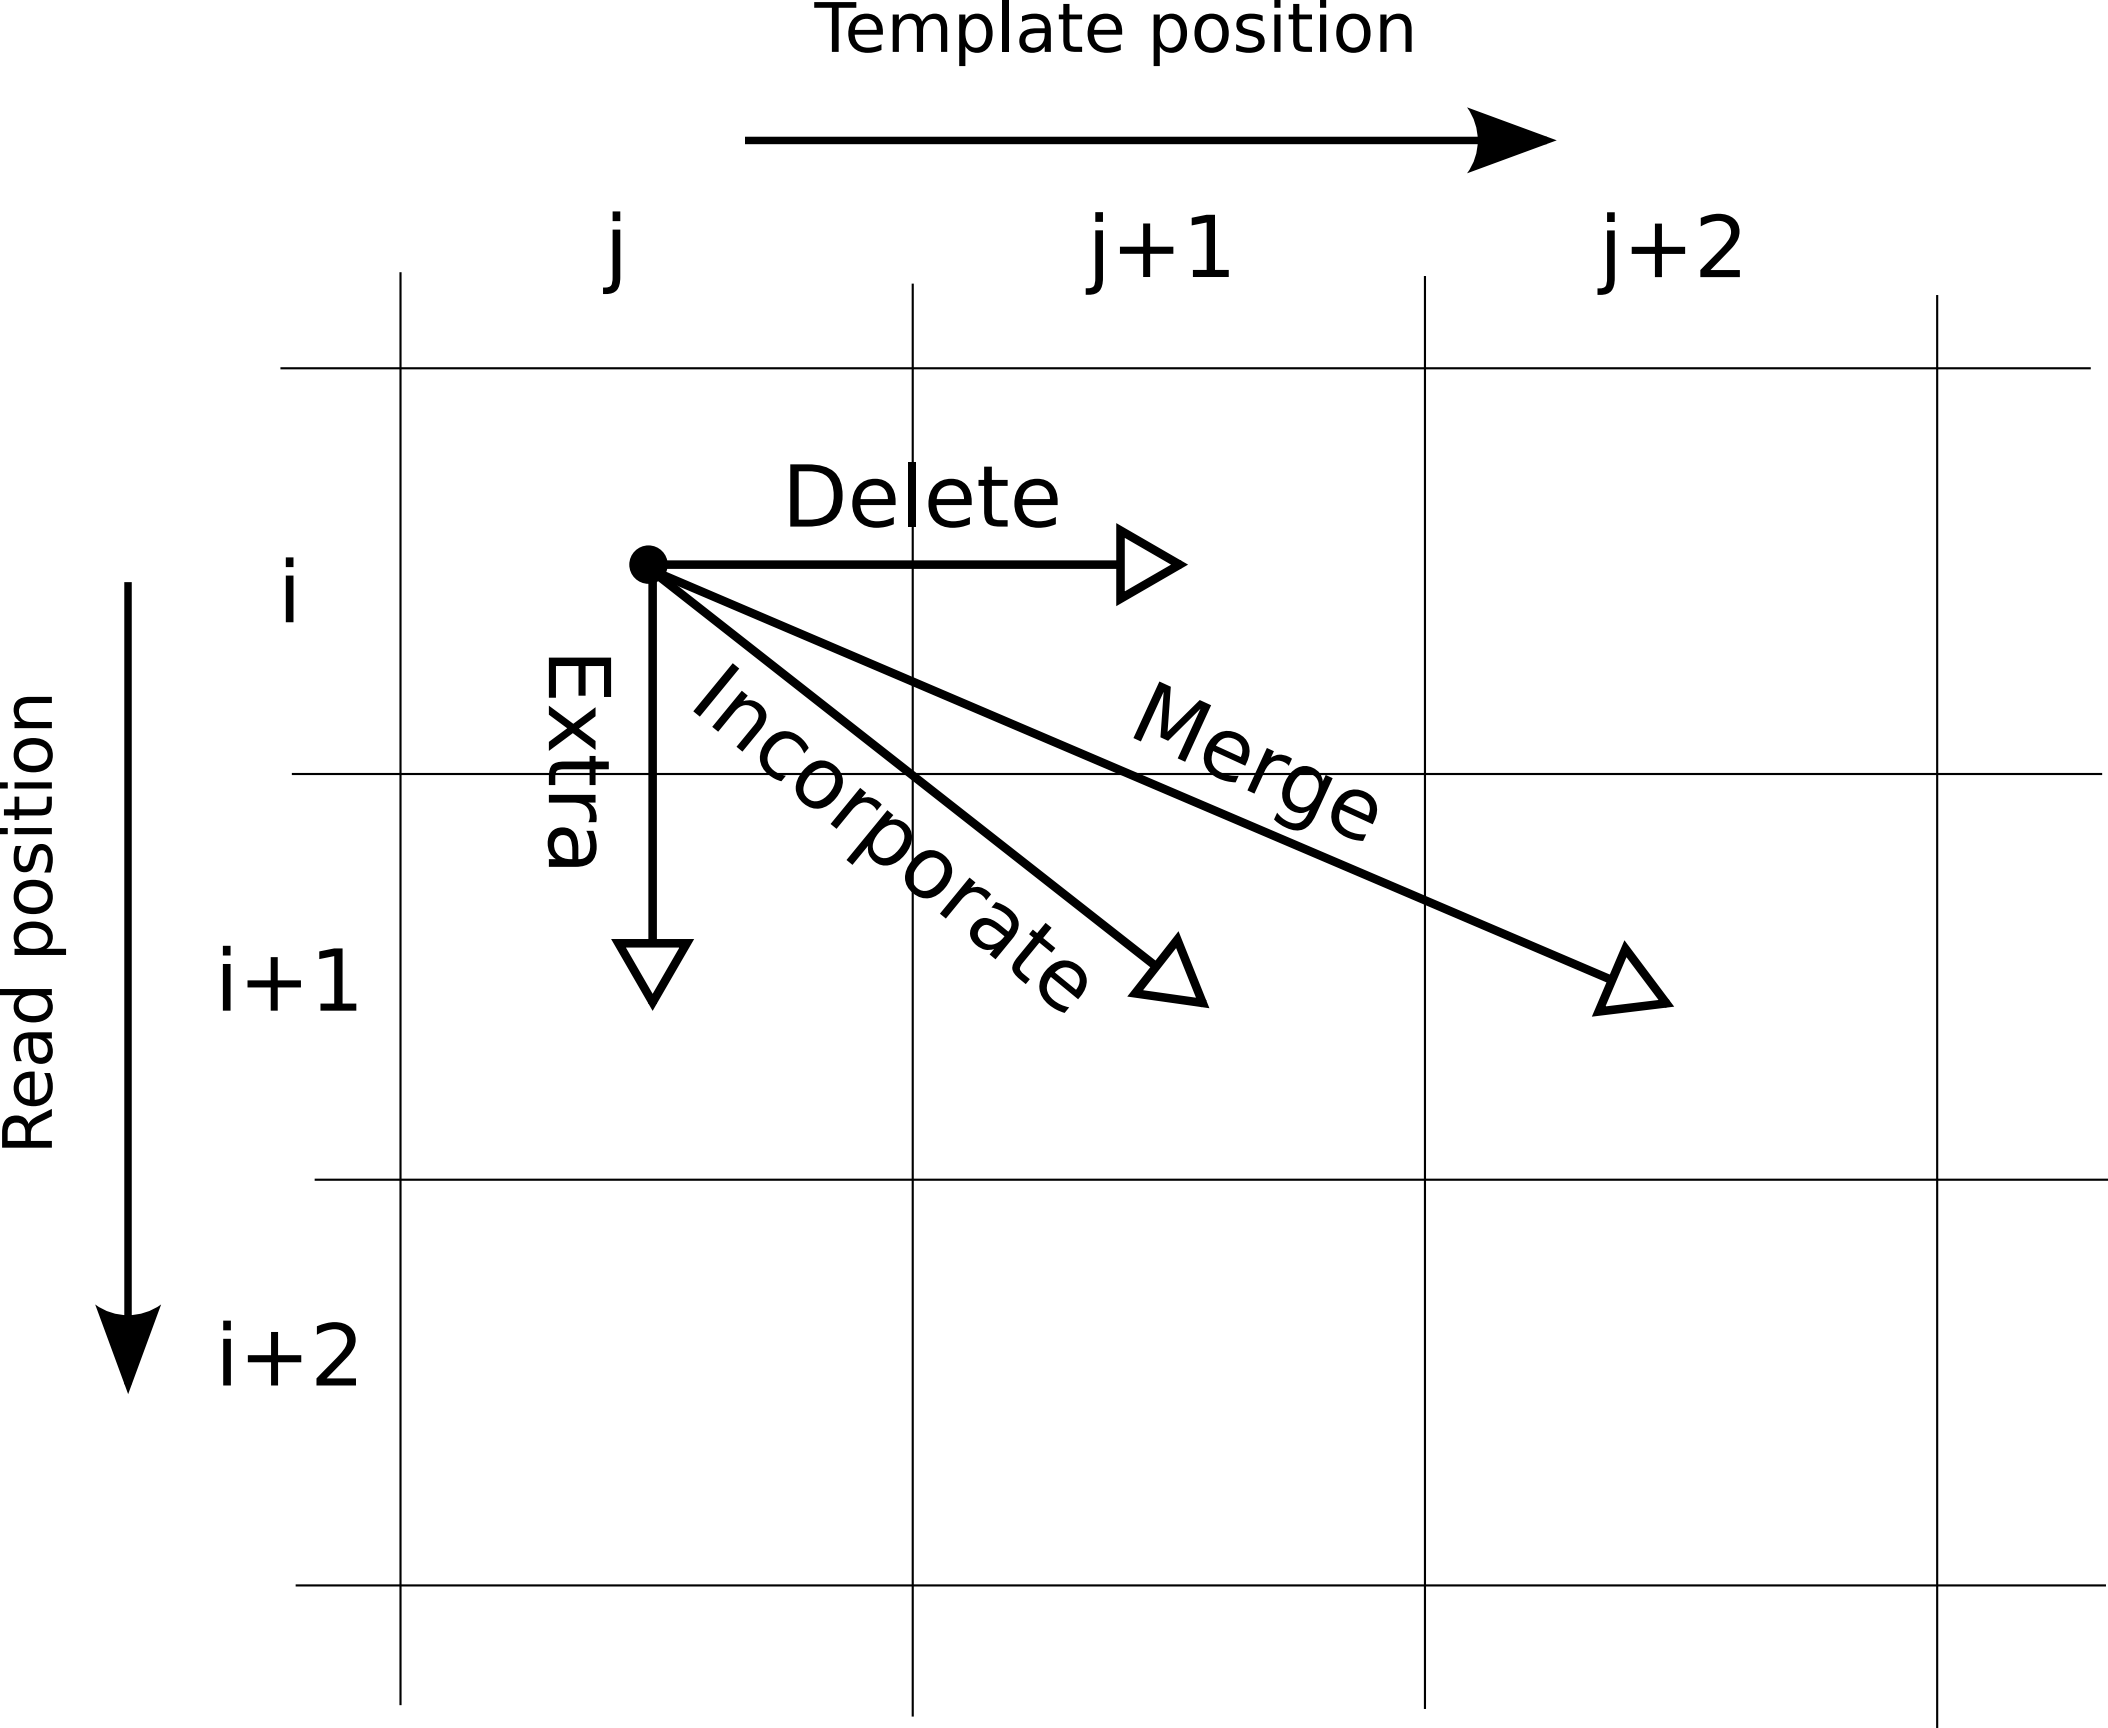 Template position
j
j+1
j+2
Delete
i
Extra
Incorporate
Merge
Read position
i+1
i+2